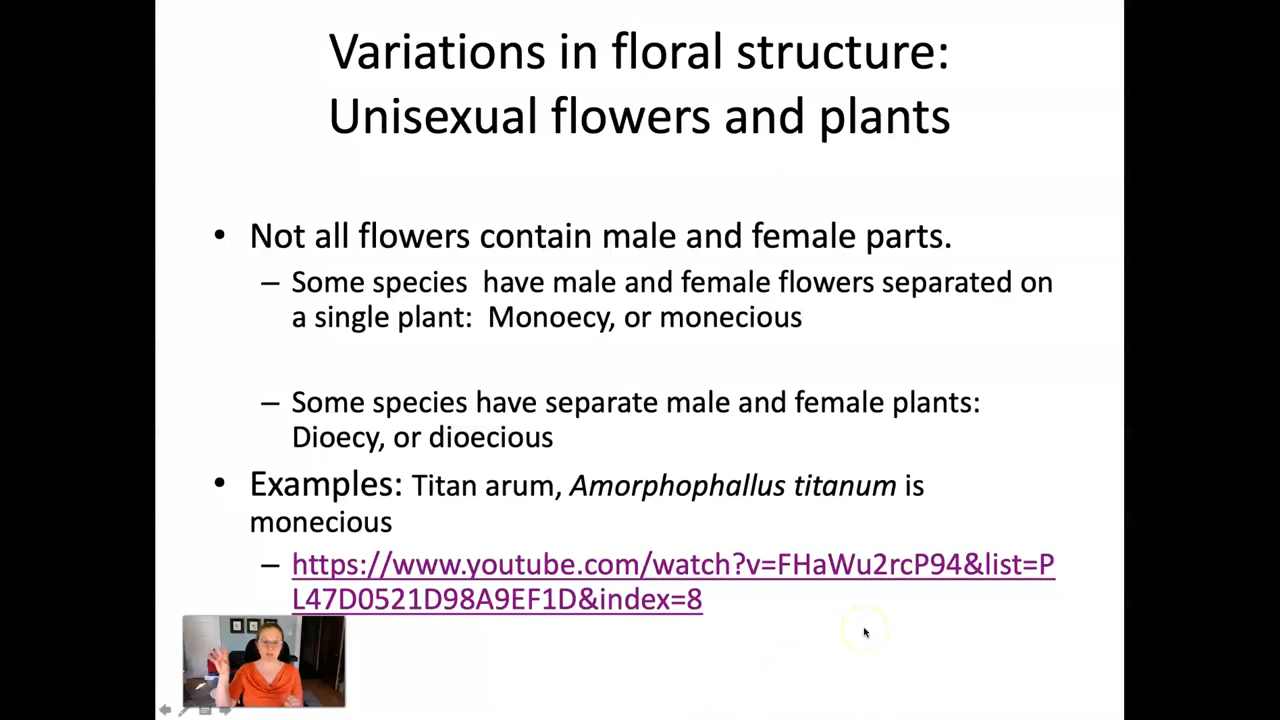 Variations in floral structure:
Unisexual flowers and plants
• Not all flowers contain male and female parts.
– Some species have male and female flowers separated on
a single plant: Monoecy, or monecious
– Some species have separate male and female plants:
Dioecy, or dioecious
• Examples: Titan arum, Amorphophallus titanum is
monecious
– https://www.youtube.com/watch?v=FHaWu2rcP94&list=P
L47D0521D98A9EF1D&index=8